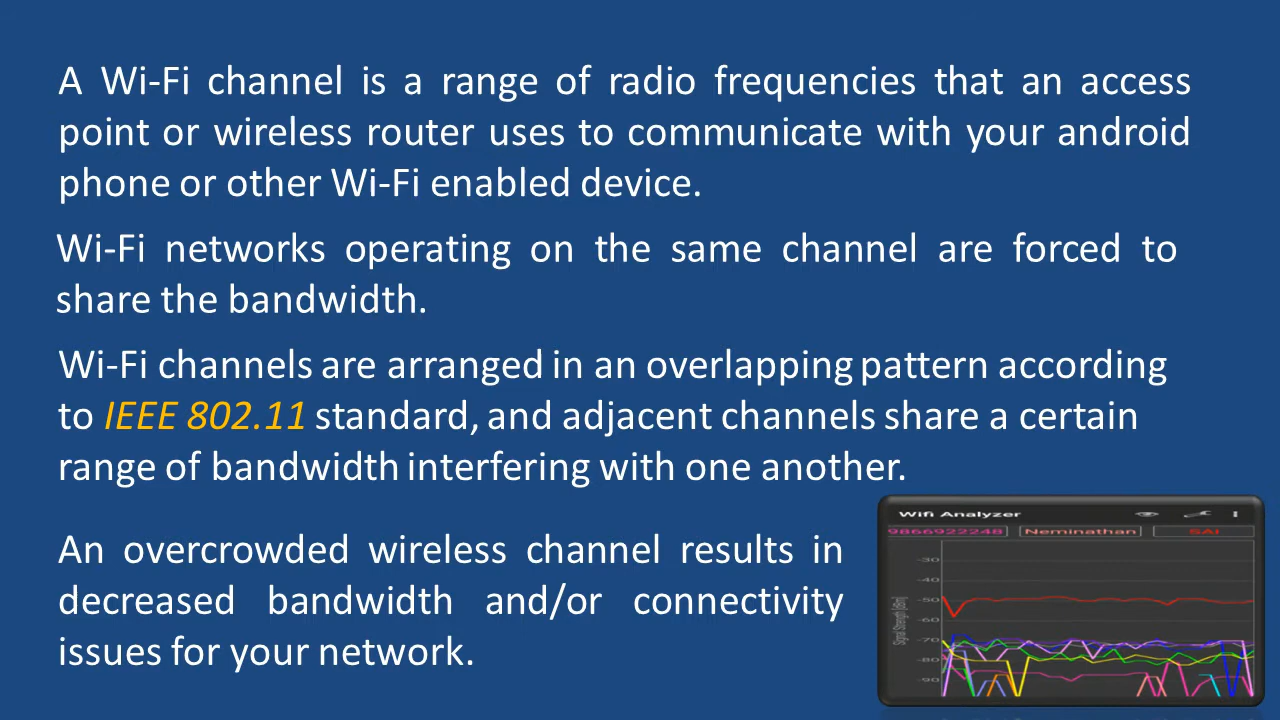 A Wi-Fi channel is a range of radio frequencies that an access
point or wireless router uses to communicate with your android
phone or other Wi-Fi enabled device.
Wi-Fi networks operating on the same channel are forced to
share the bandwidth.
Wi-Fi channels are arranged in an overlapping pattern according
to IEEE 802.11 standard, and adjacent channels share a certain
range of bandwidth interfering with one another.
An overcrowded wireless channel results in
decreased bandwidth and/or connectivity
issues for your network.
Wifi Analyzer
9866922248 Neminathan SAI
-30
-40
-50
-60
-70
-80
-90
Signal Strength [dBm]